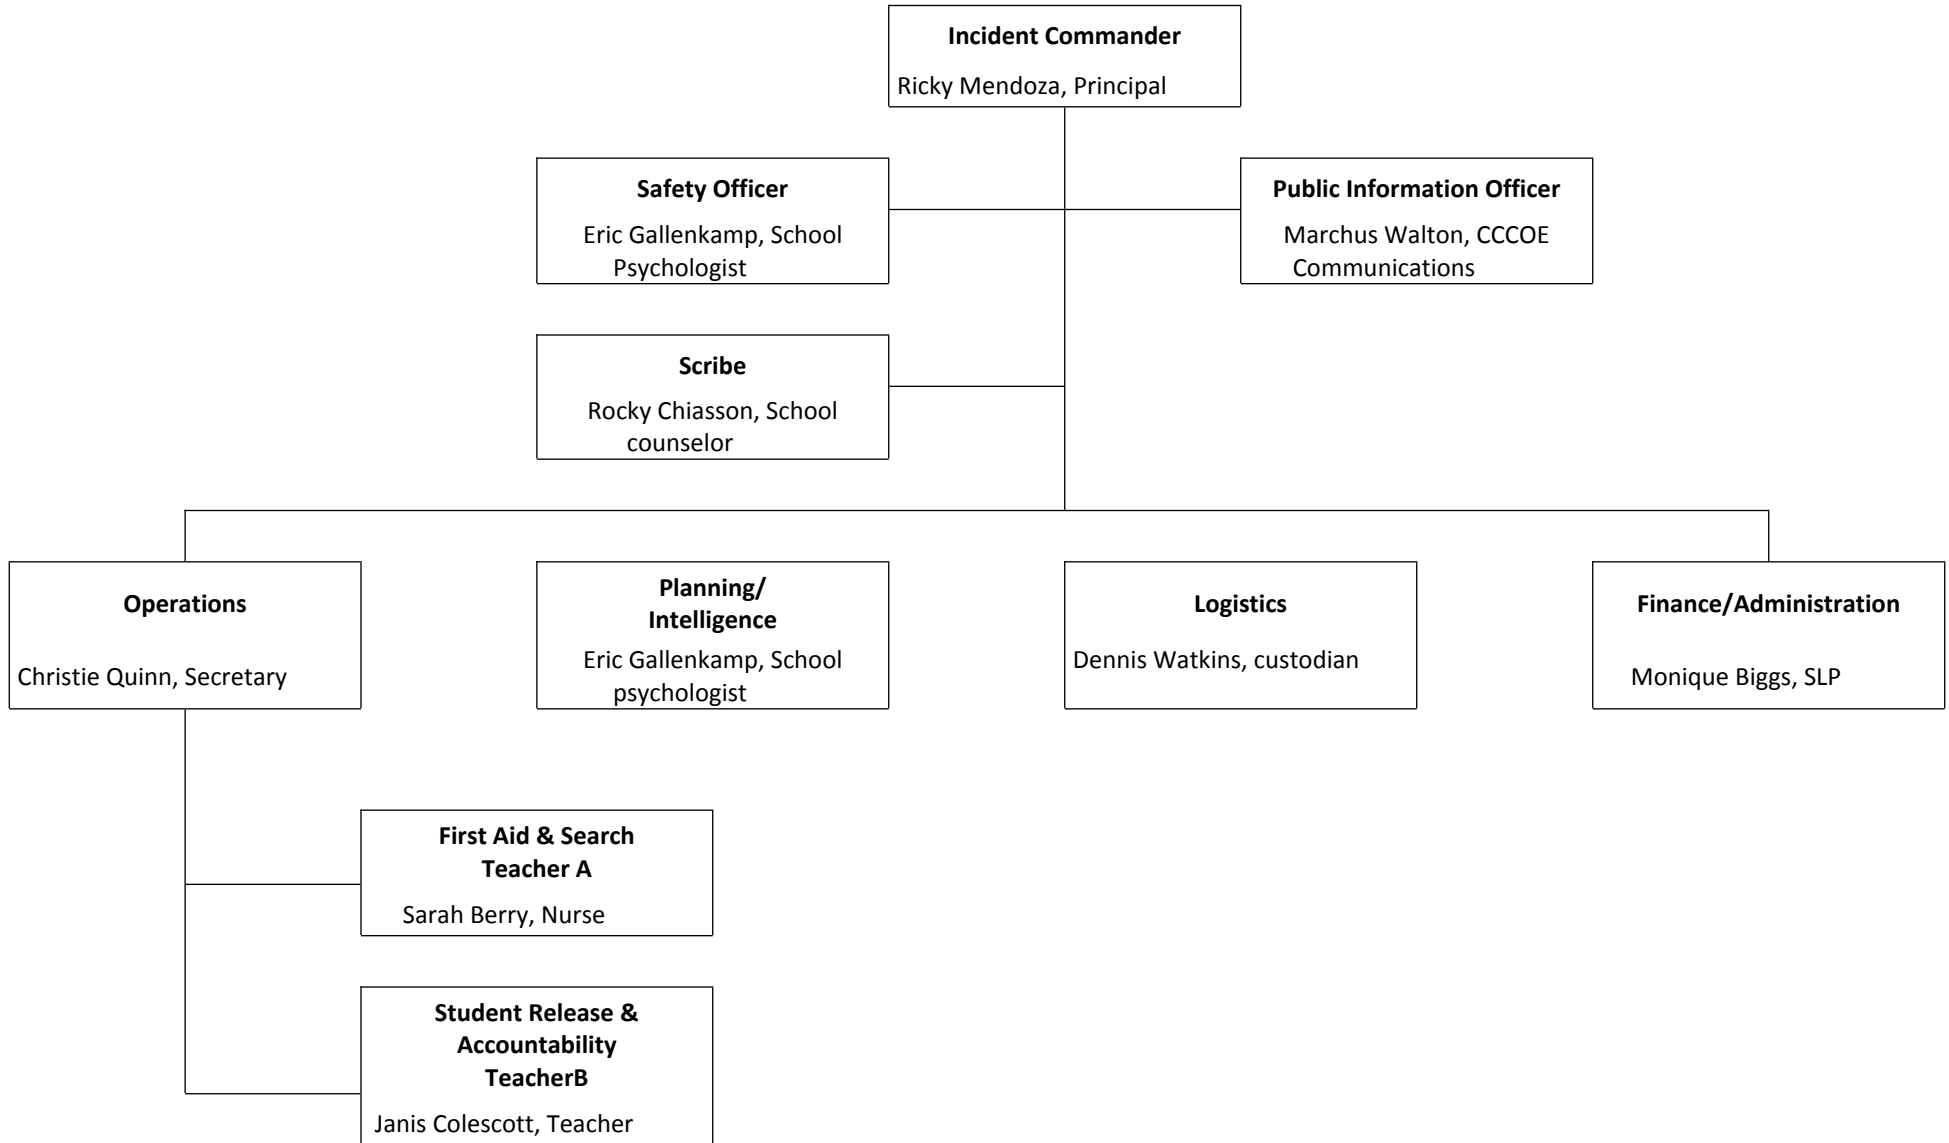 Incident Commander
Ricky Mendoza, Principal
Safety Officer
Eric Gallenkamp, School
Psychologist
Public Information Officer
Marchus Walton, CCCOE
Communications
Scribe
Rocky Chiasson, School
counselor
Operations
Christie Quinn, Secretary
Planning/
Intelligence
Eric Gallenkamp, School
psychologist
Logistics
Dennis Watkins, custodian
Finance/Administration
Monique Biggs, SLP
First Aid & Search
Teacher A
Sarah Berry, Nurse
Student Release &
Accountability
TeacherB
Janis Colescott, Teacher